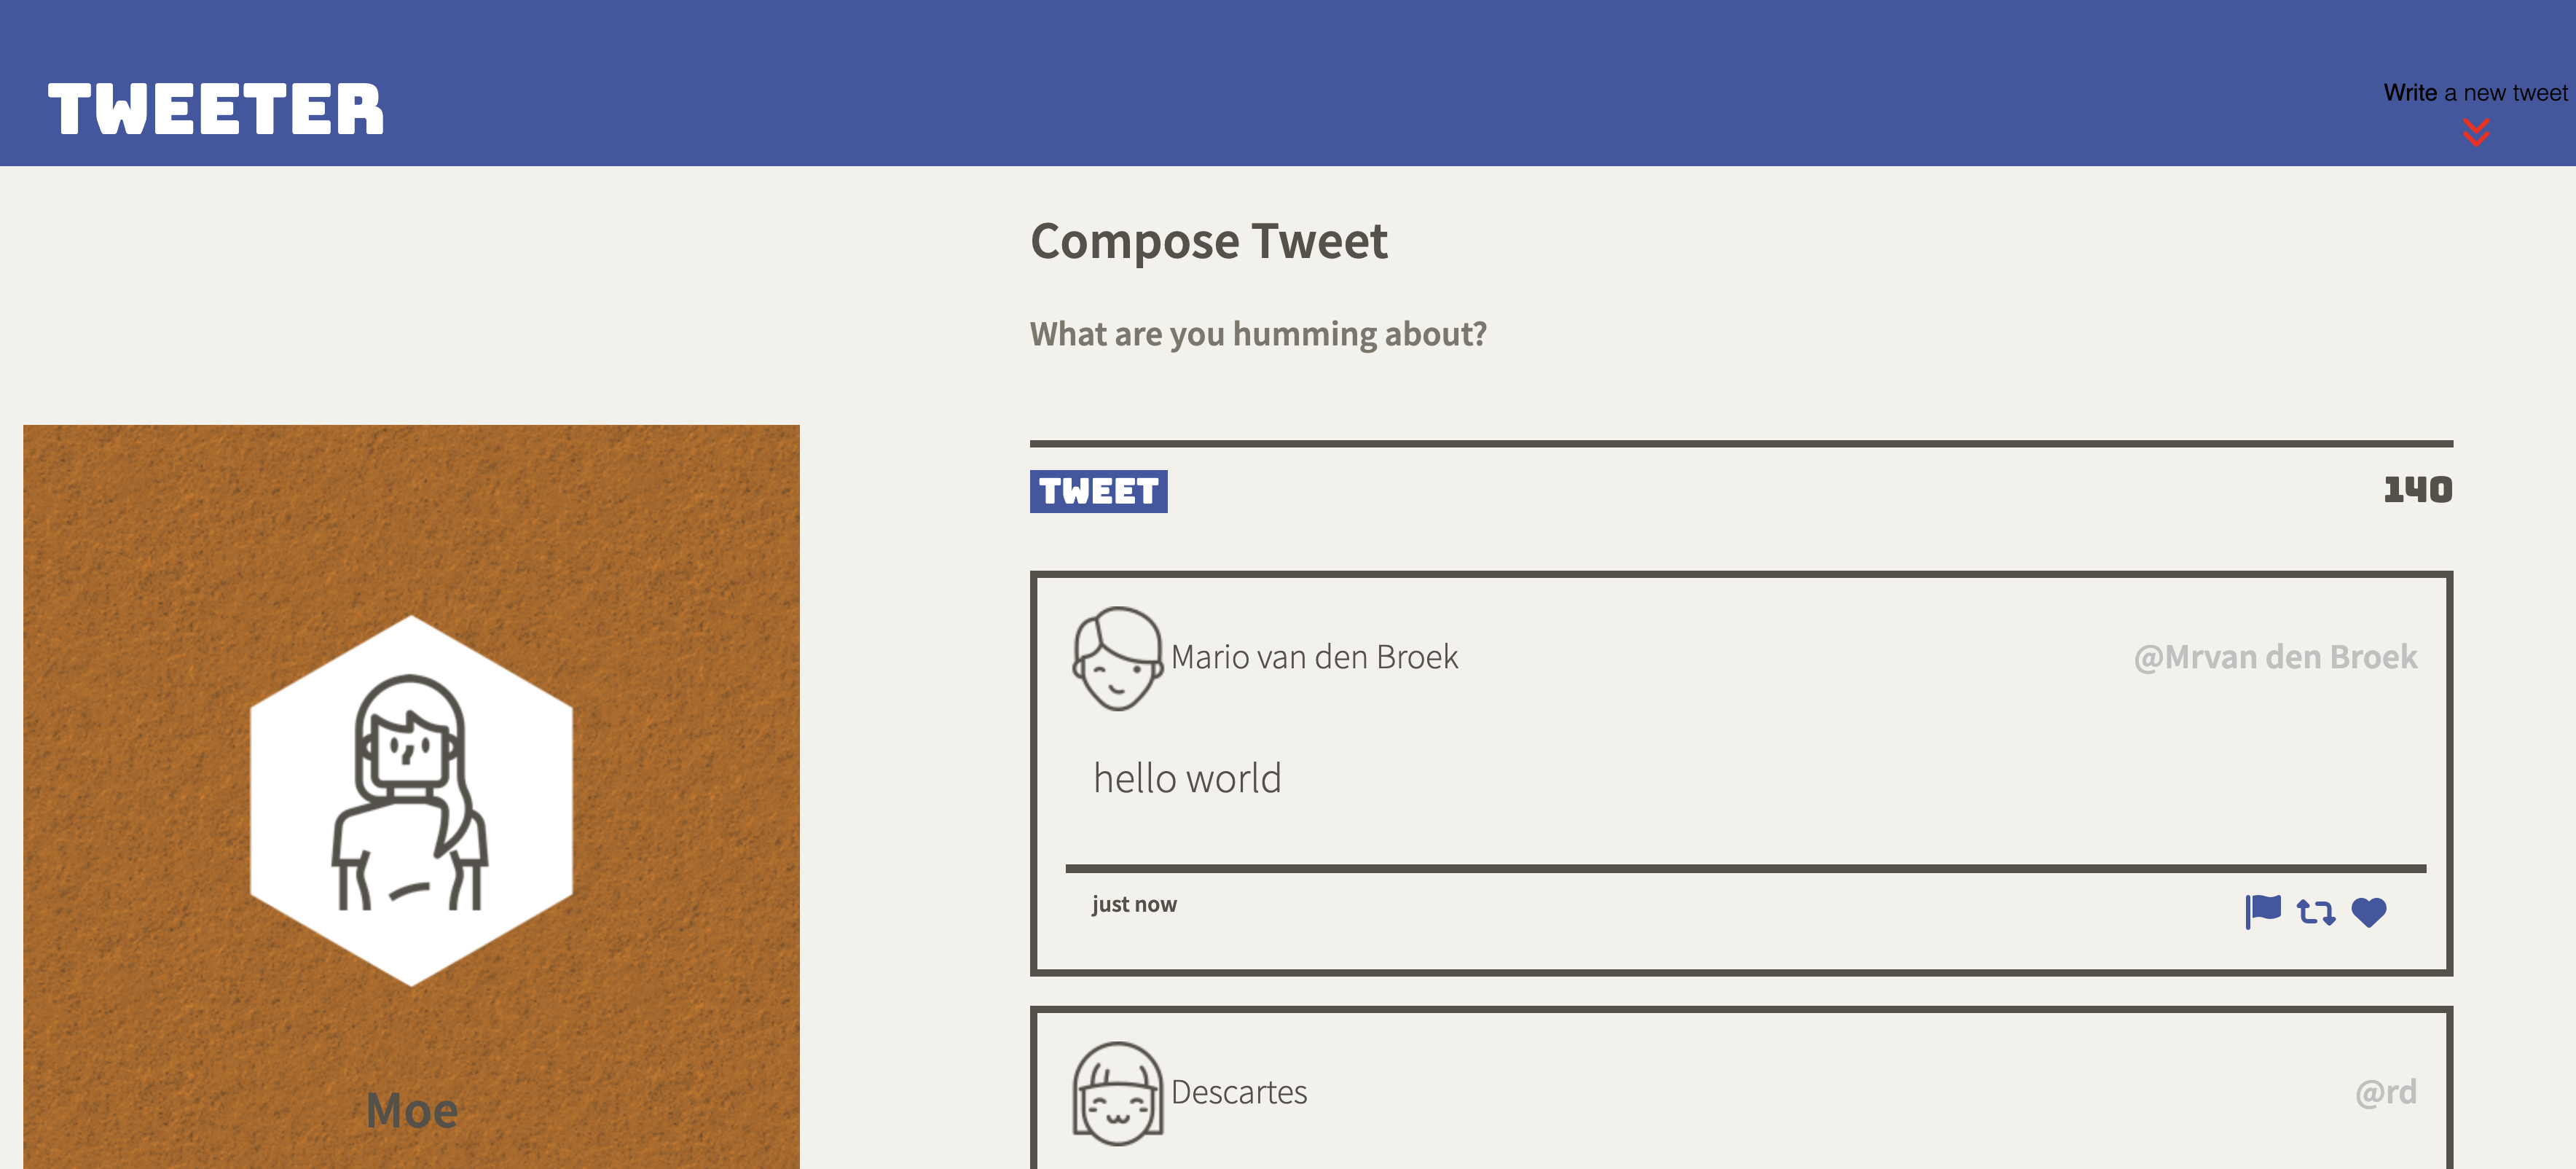 TWEETER
Write a new tweet
Compose Tweet
What are you humming about?
TWEET
140
Mario van den Broek
@Mrvan den Broek
hello world
just now
Moe
Descartes
@rd